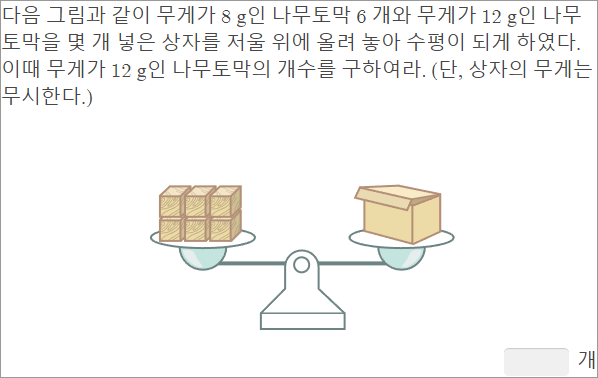 다음 그림과 같이 무게가 8 g인 나무토막 6 개와 무게가 12 g인 나무
토막을 몇 개 넣은 상자를 저울 위에 올려 놓아 수평이 되게 하였다.
이때 무게가 12 g인 나무토막의 개수를 구하여라. (단, 상자의 무게는
무시한다.)
개